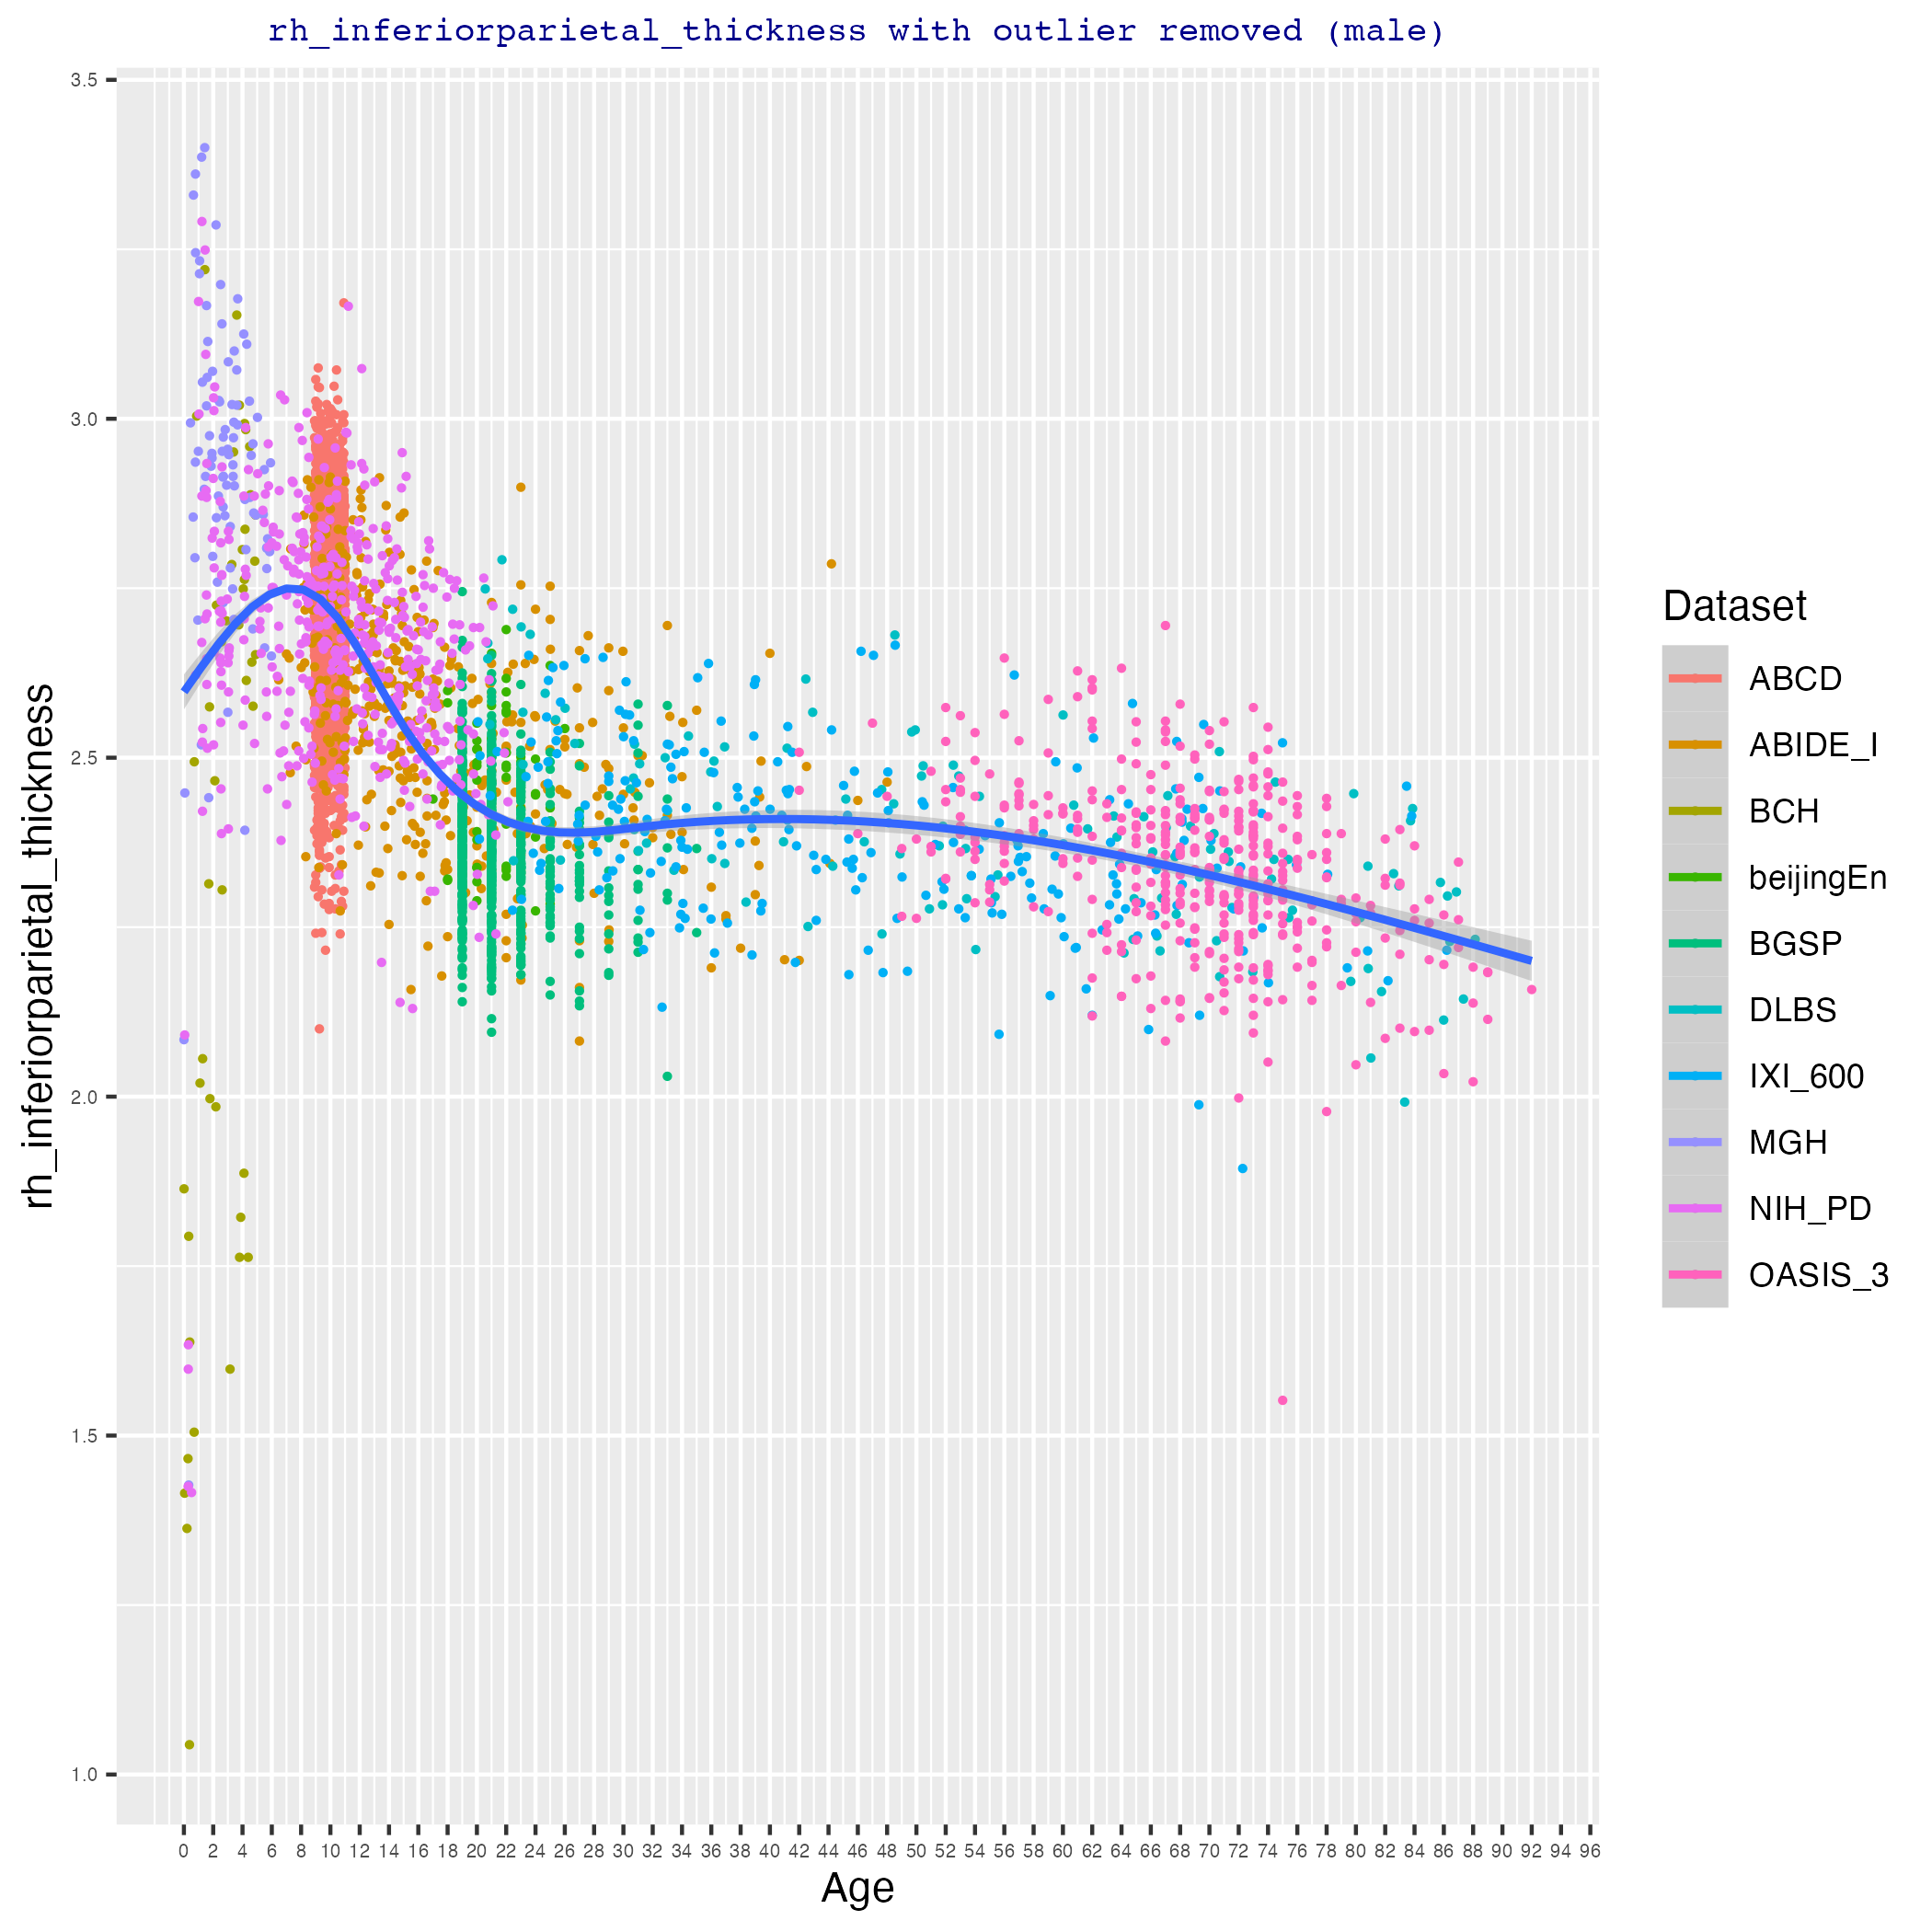 rh_inferiorparietal_thickness with outlier removed (male)
rh_inferiorparietal_thickness
3.5
3.0
2.5
2.0
1.5
1.0
0 2 4 6 8 10 12 14 16 18 20 22 24 26 28 30 32 34 36 38 40 42 44 46 48 50 52 54 56 58 60 62 64 66 68 70 72 74 76 78 80 82 84 86 88 90 92 94 96
Age
Dataset
ABCD
ABIDE_I
BCH
beijingEn
BGSP
DLBS
IXI_600
MGH
NIH_PD
OASIS_3